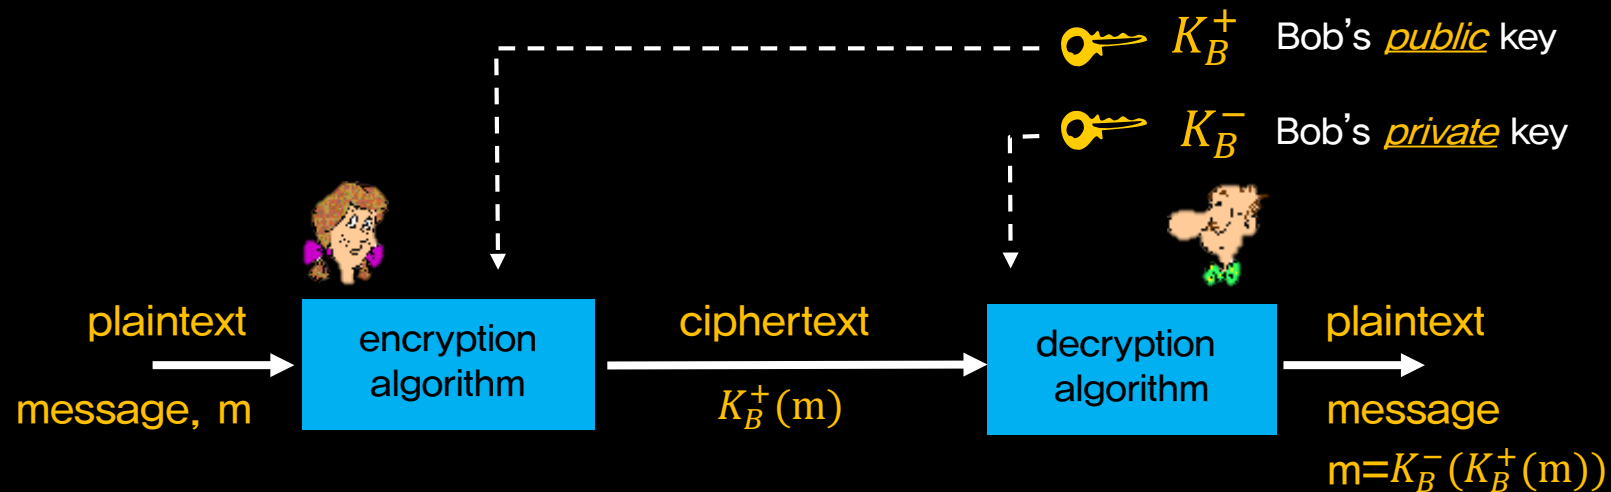 K_B^+ Bob's public key
K_B^- Bob's private key
plaintext
message, m
encryption
algorithm
ciphertext
K_B^+(m)
decryption
algorithm
plaintext
message
m=K_B^-(K_B^+(m))